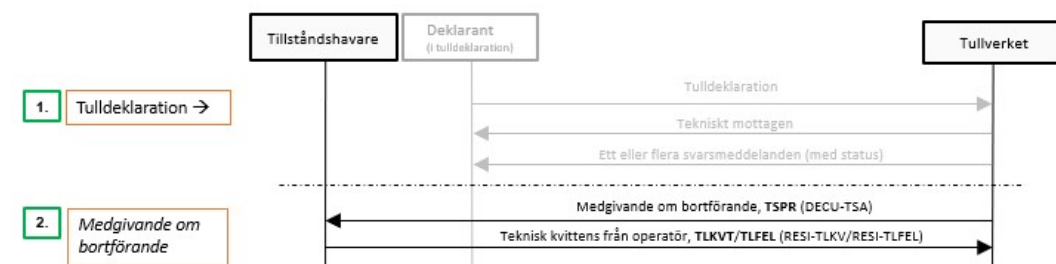 Tillståndshavare
Deklarant
(i tulldeklaration)
Tullverket
1.
Tulldeklaration →
Tulldeklaration
Tekniskt mottagen
Ett eller flera svarsmeddelanden (med status)
2.
Medgivande om
bortförande
Medgivande om bortförande, TSPR (DECU-TSA)
Teknisk kvittens från operatör, TLKVT/TLFEL (RESI-TLKV/RESI-TLFEL)